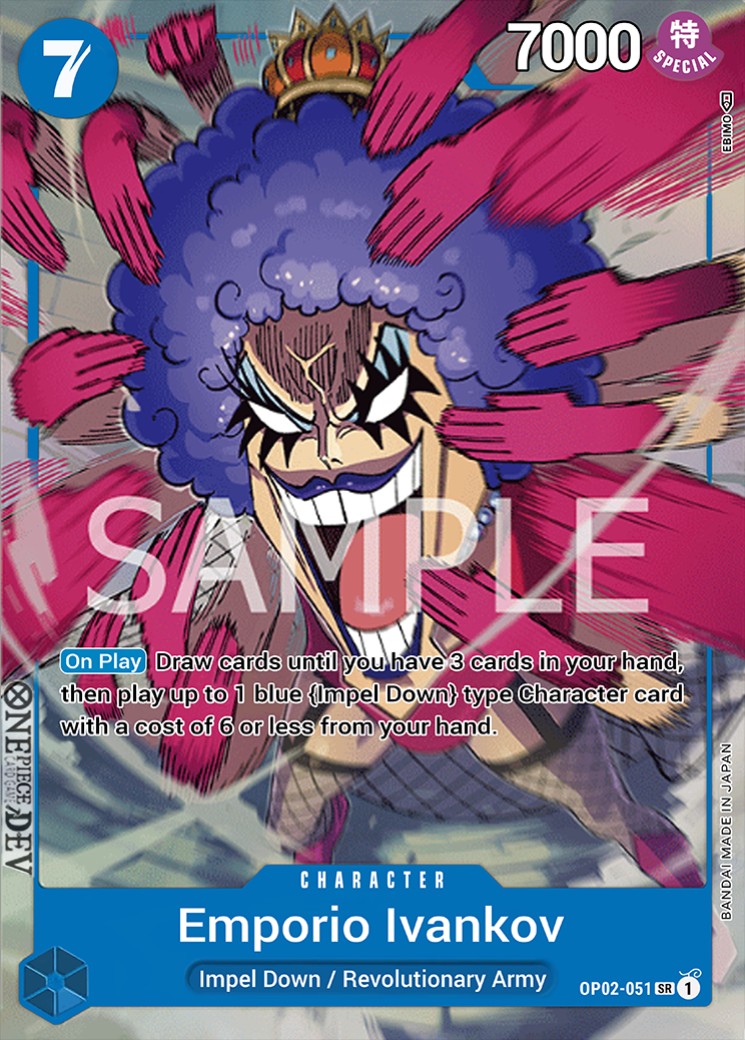 7
7000
特
SPECIAL
EBIMO
SAMPLE
On Play Draw cards until you have 3 cards in your hand,
then play up to 1 blue {Impel Down} type Character card
with a cost of 6 or less from your hand.
ONE PIECE
CARD GAME
/DEV
BANDAI MADE IN JAPAN
CHARACTER
Emporio Ivankov
Impel Down / Revolutionary Army
OP02-051 SR 1